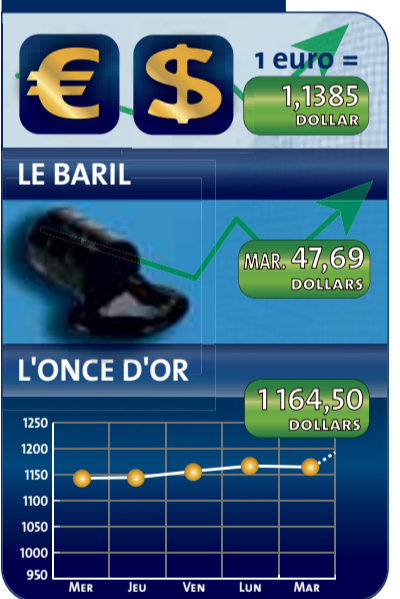 € $
1 euro =
1,1385
DOLLAR
LE BARIL
MAR. 47,69
DOLLARS
L'ONCE D'OR
1 164,50
DOLLARS
1250
1200
1150
1100
1050
1000
950
MER JEU VEN LUN MAR